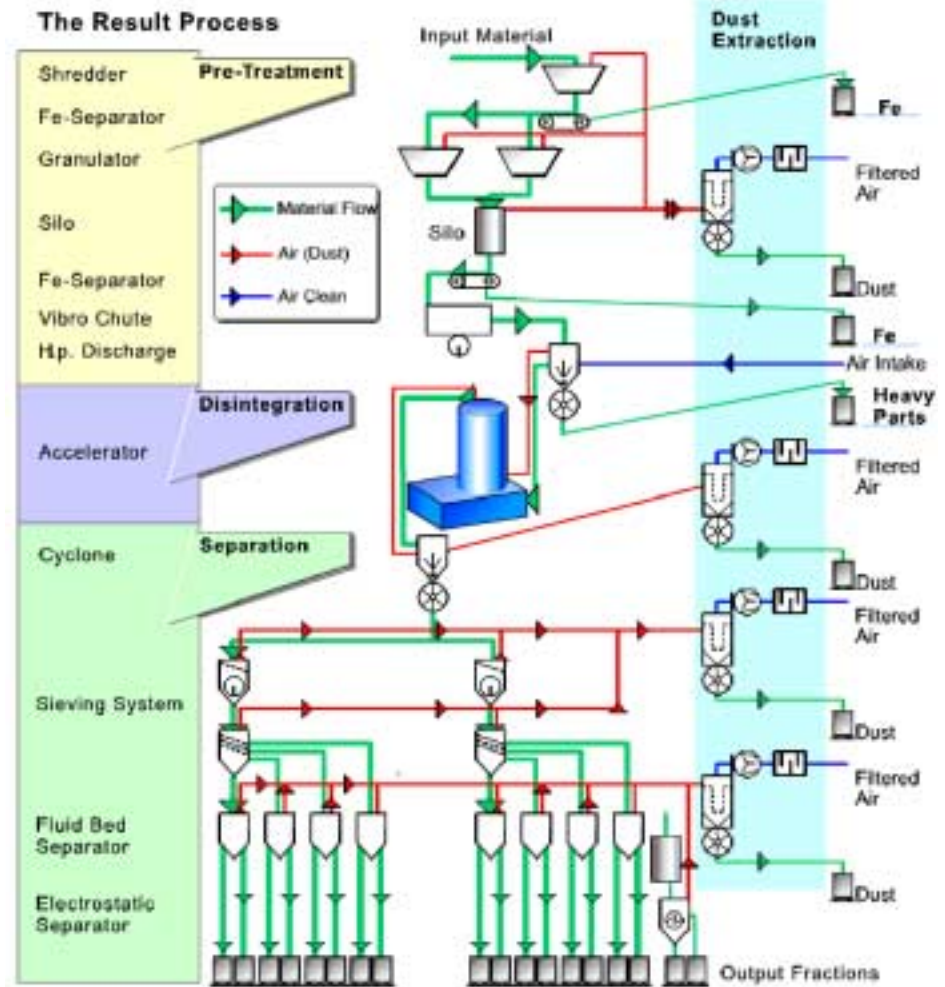 The Result Process
Dust
Extraction
Input Material
Shredder
Pre-Treatment
Fe-Separator
Fe
Granulator
Filtered
Air
Material Flow
Silo
Silo
Air (Dust)
Fe-Separator
Dust
Air Clean
Vibro Chute
Fe
H.p. Discharge
Air Intake
Disintegration
Heavy
Parts
Accelerator
Filtered
Air
Separation
Cyclone
Dust
Filtered
Air
Sieving System
Dust
Filtered
Air
Fluid Bed
Separator
Dust
Electrostatic
Separator
Output Fractions